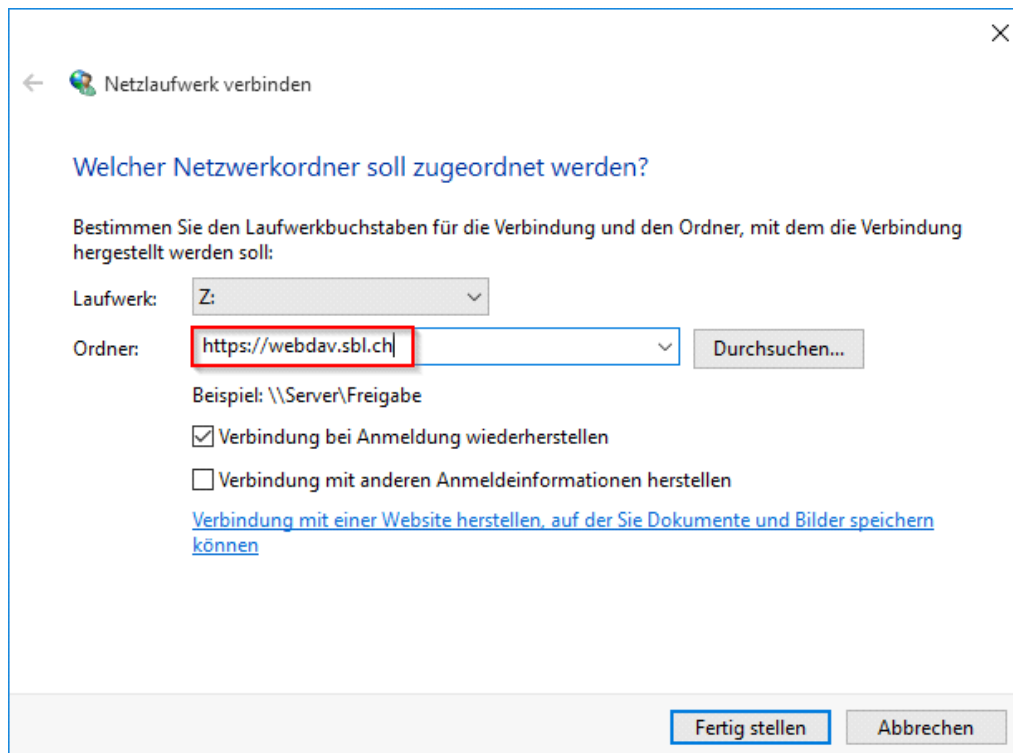 Netzlaufwerk verbinden
Welcher Netzwerkordner soll zugeordnet werden?
Bestimmen Sie den Laufwerkbuchstaben für die Verbindung und den Ordner, mit dem die Verbindung
hergestellt werden soll:
Laufwerk: Z:
Ordner: https://webdav.sbl.ch Durchsuchen...
Beispiel: \\Server\Freigabe
Verbindung bei Anmeldung wiederherstellen
Verbindung mit anderen Anmeldeinformationen herstellen
Verbindung mit einer Website herstellen, auf der Sie Dokumente und Bilder speichern
können
Fertig stellen Abbrechen